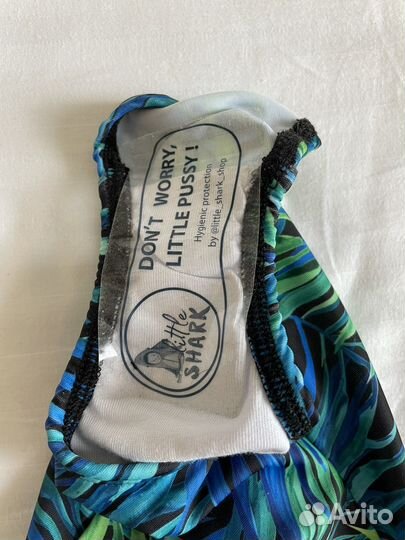 DON'T WORRY,
LITTLE PUSSY!
Hygienic protection
by @little_shark_shop
little
SHARK
Avito